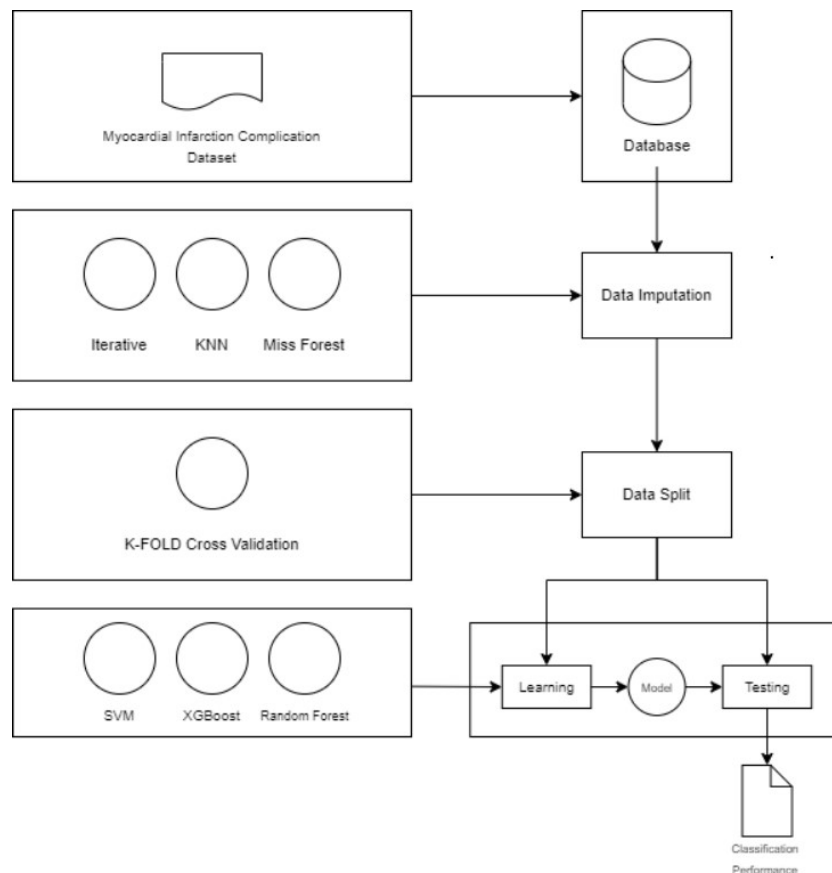 Myocardial Infarction Complication
Dataset
Database
Iterative
KNN
Miss Forest
Data Imputation
K-FOLD Cross Validation
Data Split
SVM
XGBoost
Random Forest
Learning
Model
Testing
Classification
Performance